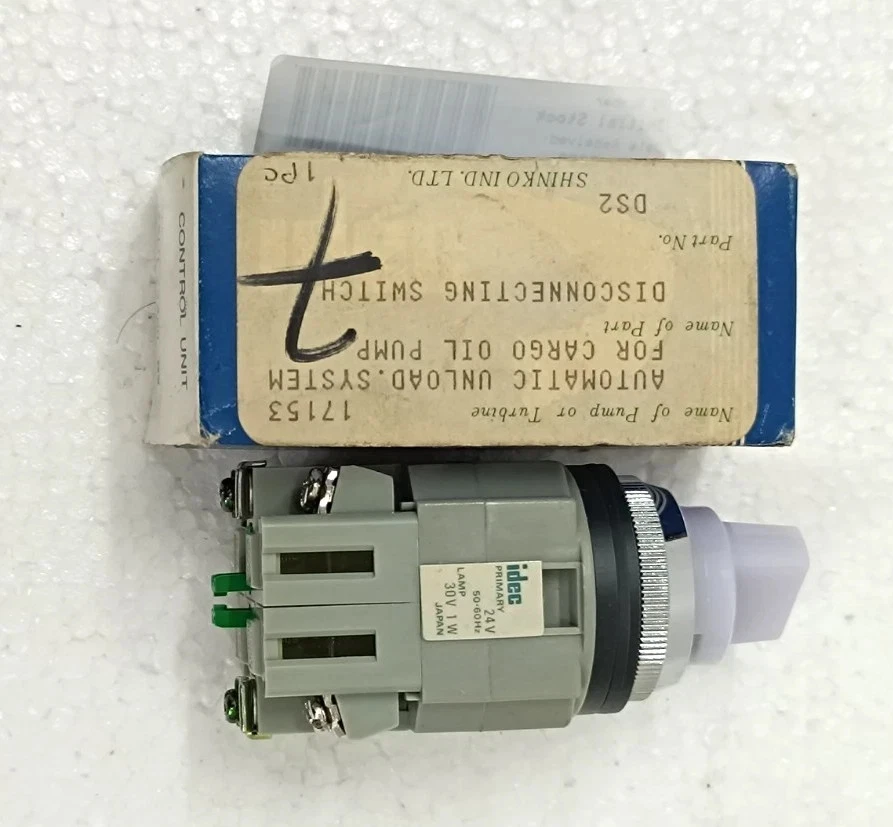 Name of Pump or Turbine
17153
AUTOMATIC UNLOAD.SYSTEM
FOR CARGO OIL PUMP
Name of Part
DISCONNECTING SWITCH
Part No.
DS2
SHINKO IND. LTD.
1PC
7
CONTROL UNIT
idec
PRIMARY 24V
50-60Hz
LAMP 30V 1W
JAPAN